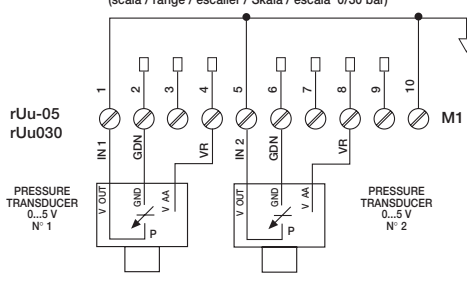 (scala / range / escalier / Skala / escala 0/30 bar)
1 2 3 4 5 6 7 8 9 10
rUu-05
rUu030
M1
IN 1 GDN VR IN 2 GDN VR
PRESSURE
TRANSDUCER
0...5 V
N° 1
V OUT GND V AA
P
V OUT GND V AA
P
PRESSURE
TRANSDUCER
0...5 V
N° 2